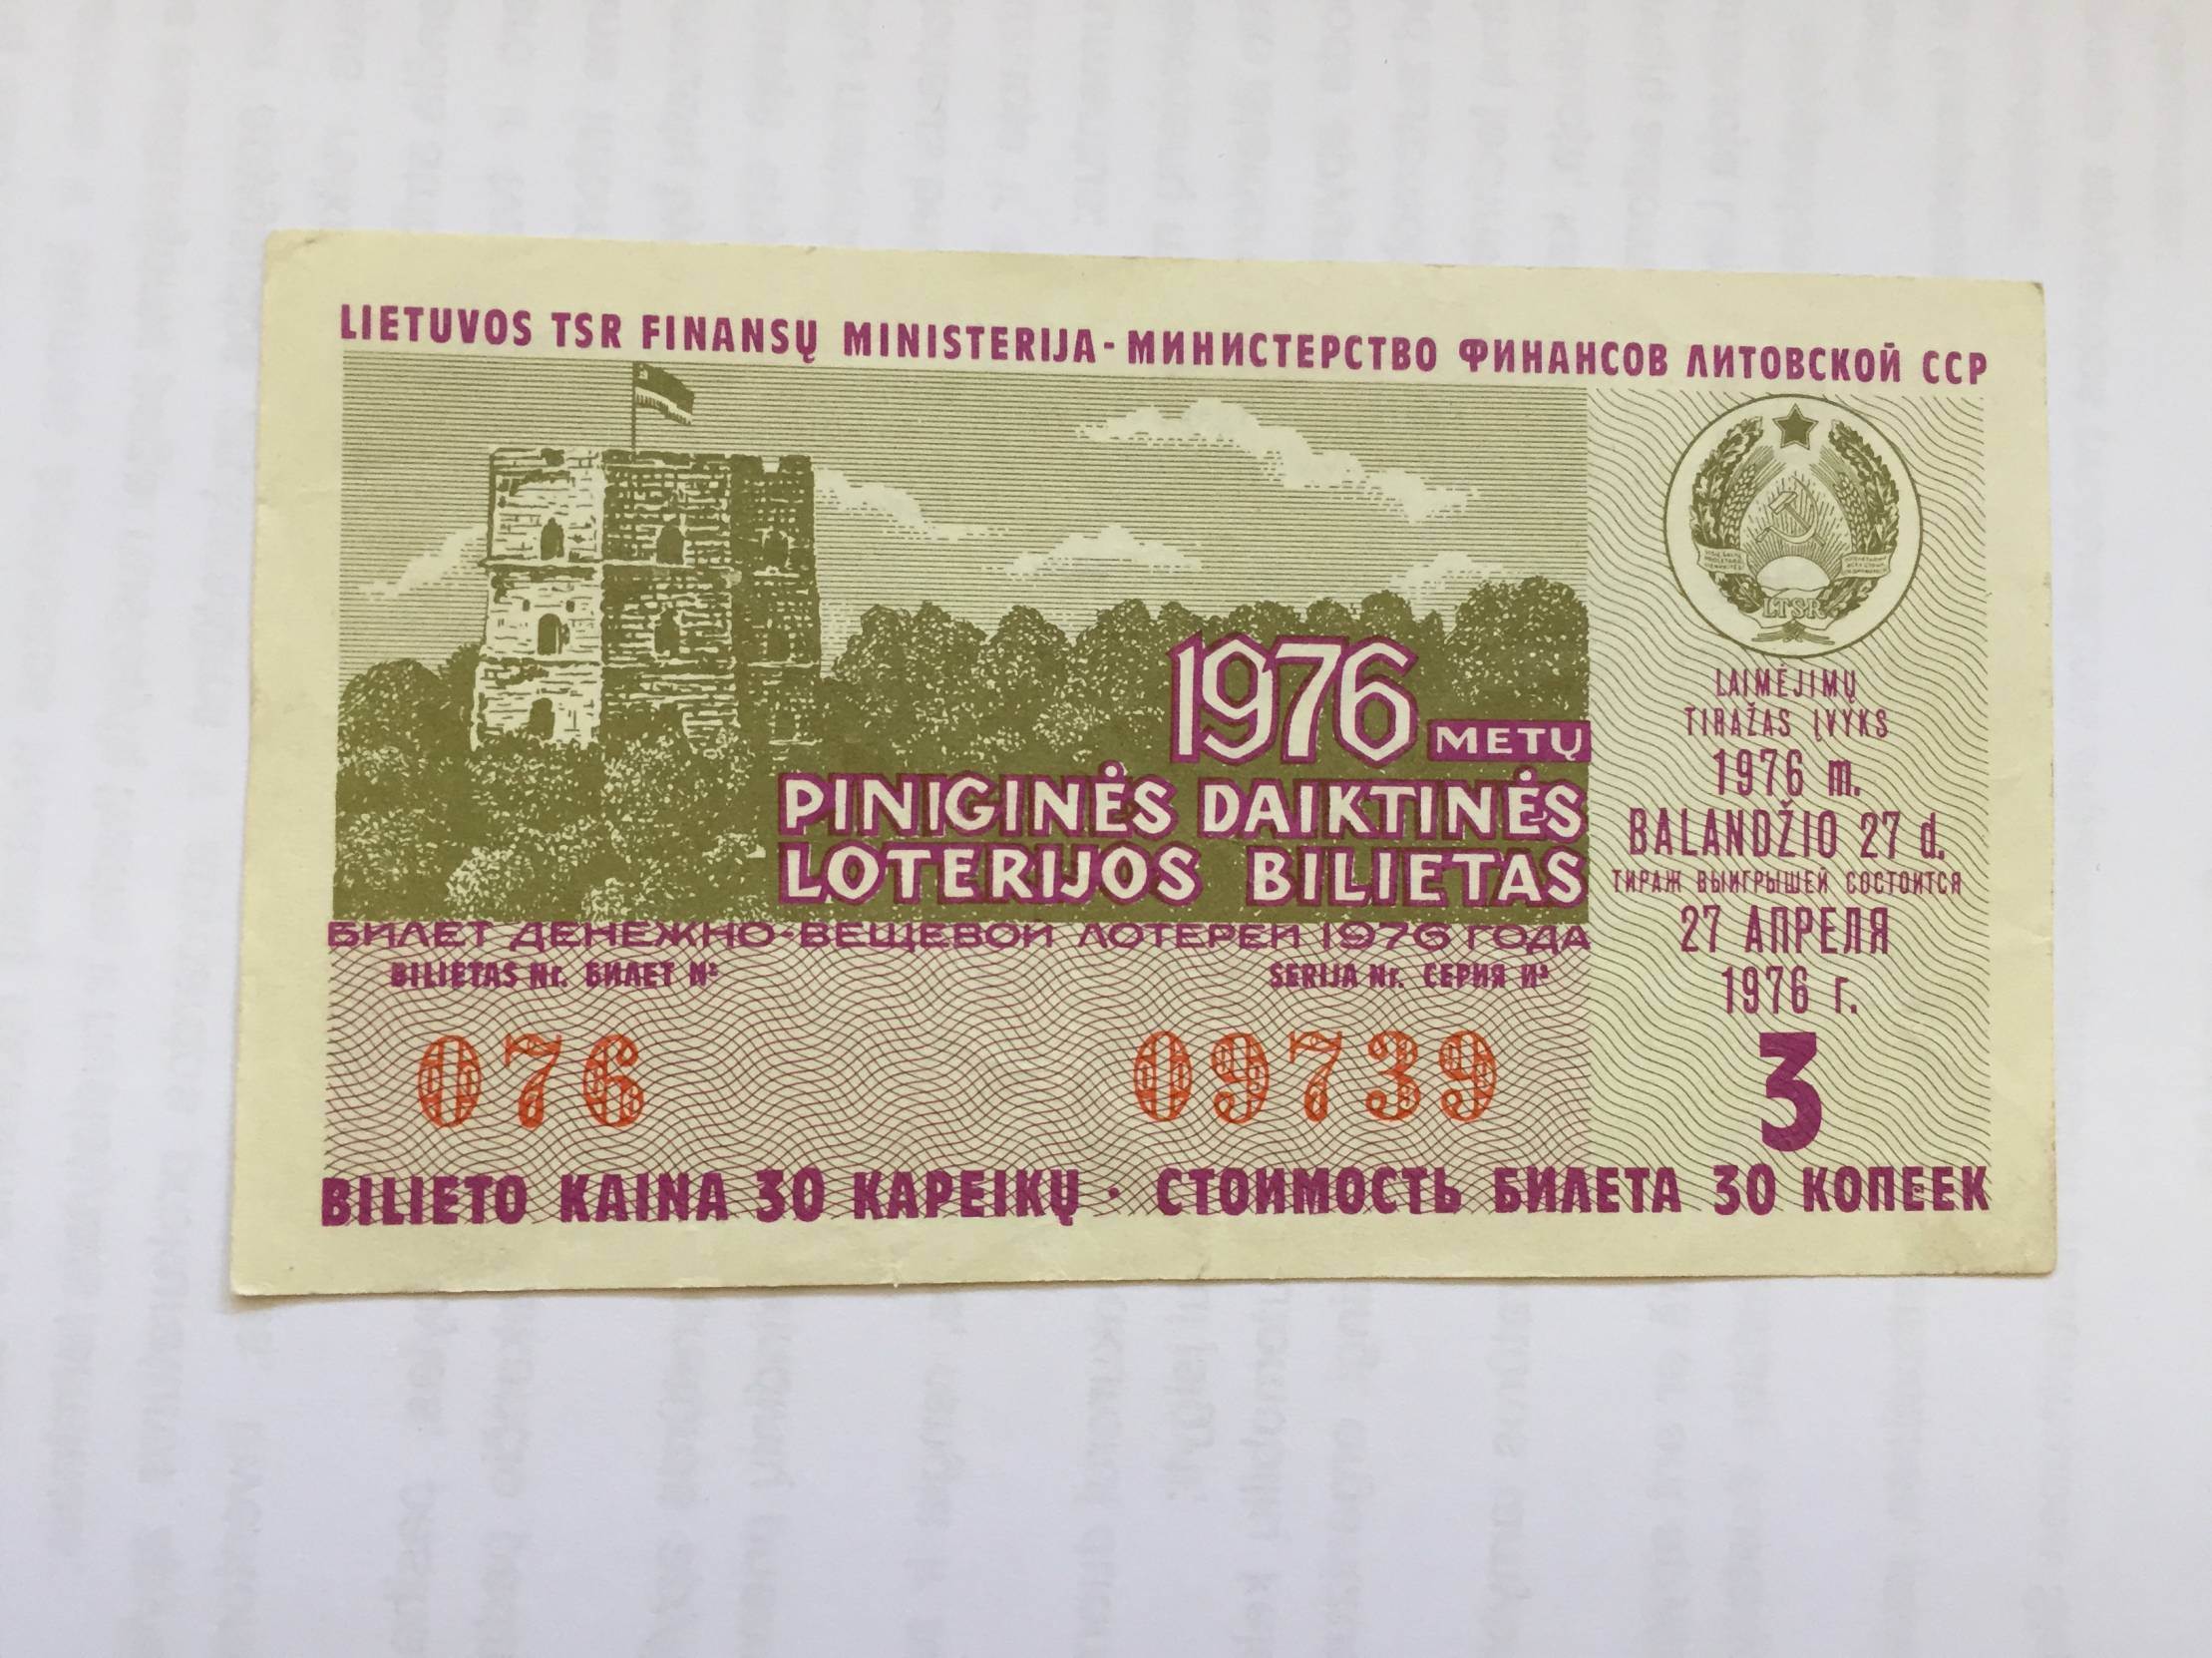 LIETUVOS TSR FINANSŲ MINISTERIJA - МИНИСТЕРСТВО ФИНАНСОВ ЛИТОВСКОЙ ССР
1976 METŲ
PINIGINĖS DAIKTINĖS
LOTERIJOS BILIETAS
БИЛЕТ ДЕНЕЖНО-ВЕЩЕВОЙ ЛОТЕРЕИ 1976 ГОДА
BILIETAS Nr. БИЛЕТ № SERIJA Nr. СЕРИЯ №
076 09739
LTSR
LAIMĖJIMŲ
TIRAŽAS ĮVYKS
1976 m.
BALANDŽIO 27 d.
ТИРАЖ ВЫИГРЫШЕЙ СОСТОИТСЯ
27 АПРЕЛЯ
1976 г.
3
BILIETO KAINA 30 KAPEIKŲ · СТОИМОСТЬ БИЛЕТА 30 КОПЕЕК